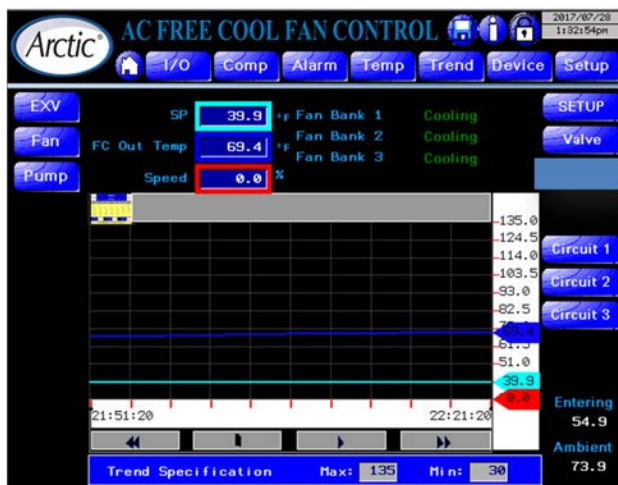 Arctic
AC FREE COOL FAN CONTROL
2017/07/28
1:32:54pm
I/O Comp Alarm Temp Trend Device Setup
EXV
Fan
Pump
SP 39.9 °F
FC Out Temp 69.4 °F
Speed 0.0 %
Fan Bank 1 Cooling
Fan Bank 2 Cooling
Fan Bank 3 Cooling
SETUP
Valve
Circuit 1
Circuit 2
Circuit 3
135.0
124.5
114.0
103.5
93.0
82.5
61.5
51.0
39.9
0.0
21:51:20 22:21:20
Entering
54.9
Ambient
73.9
Trend Specification Max: 135 Min: 30